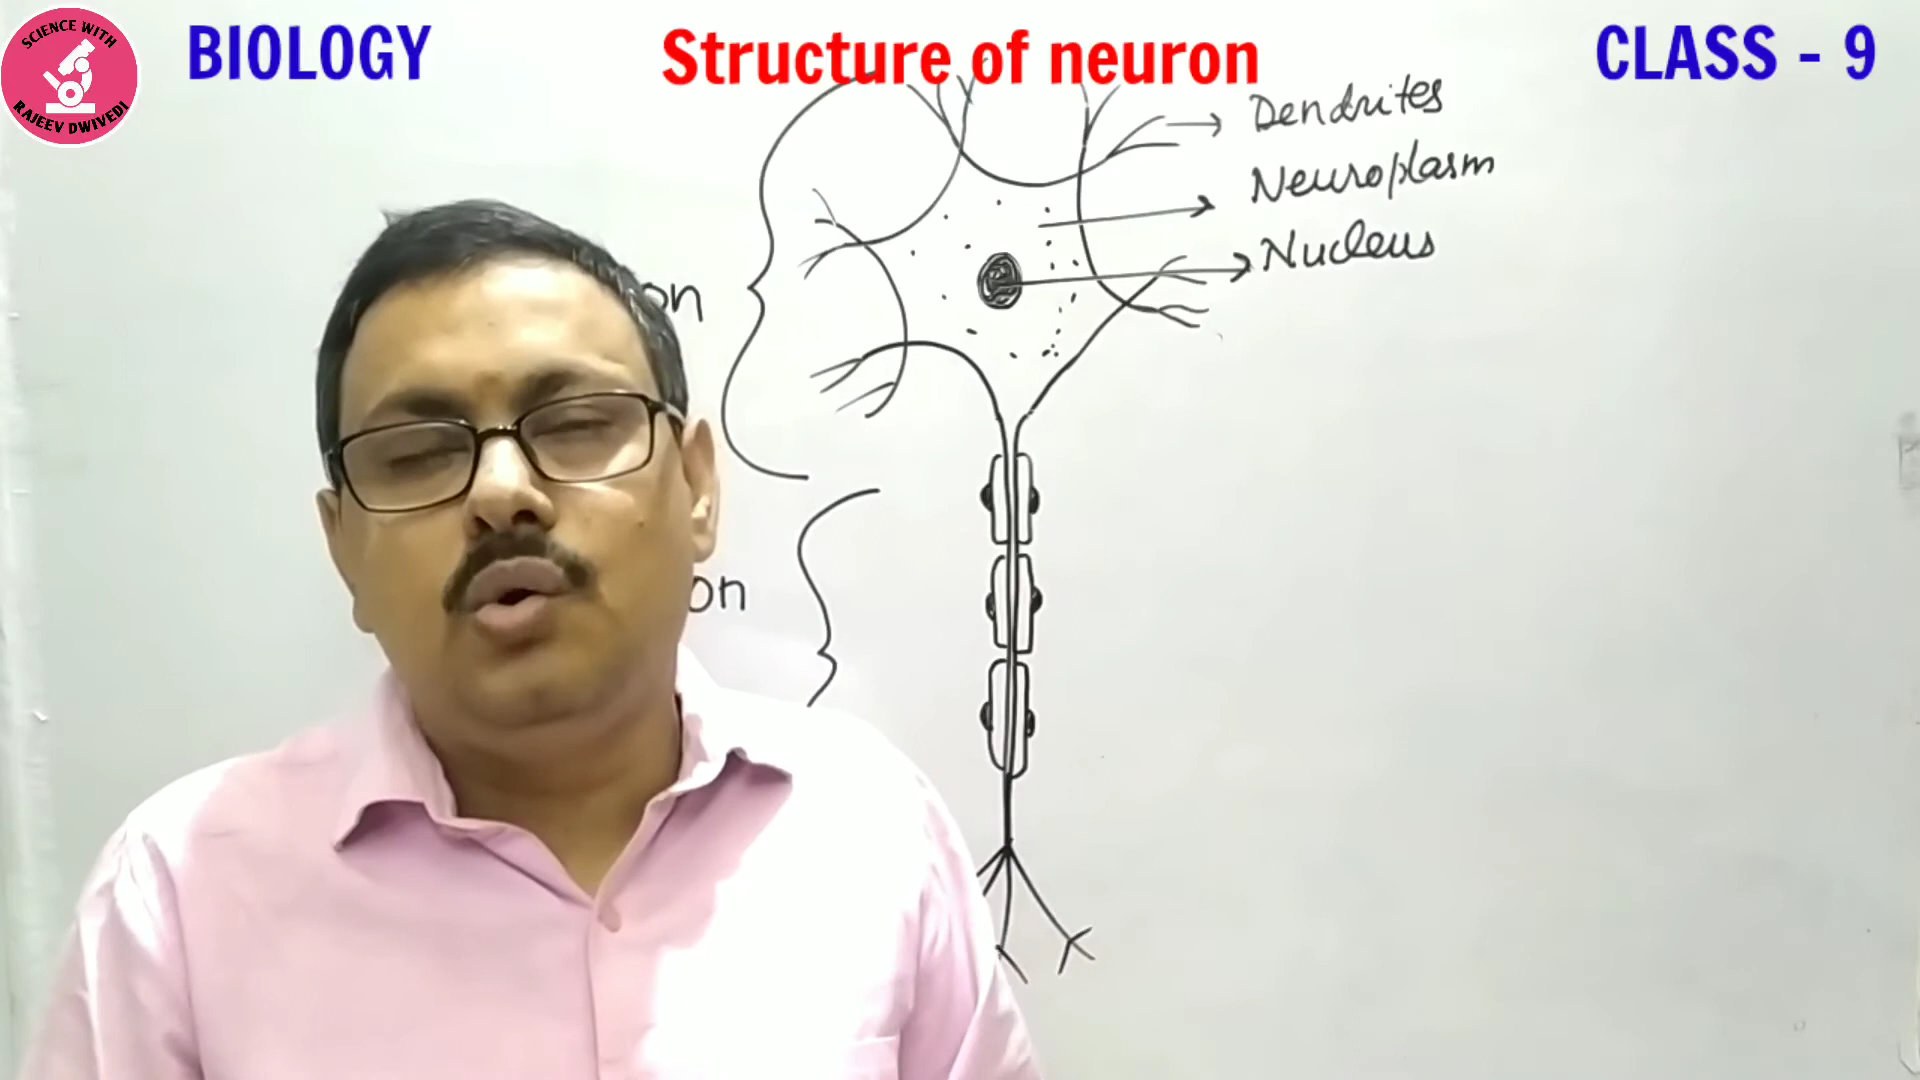 SCIENCE WITH
RAJEEV DWIVEDI
BIOLOGY
Structure of neuron
CLASS - 9
Dendrites
Neuroplasm
Nucleus
on
on